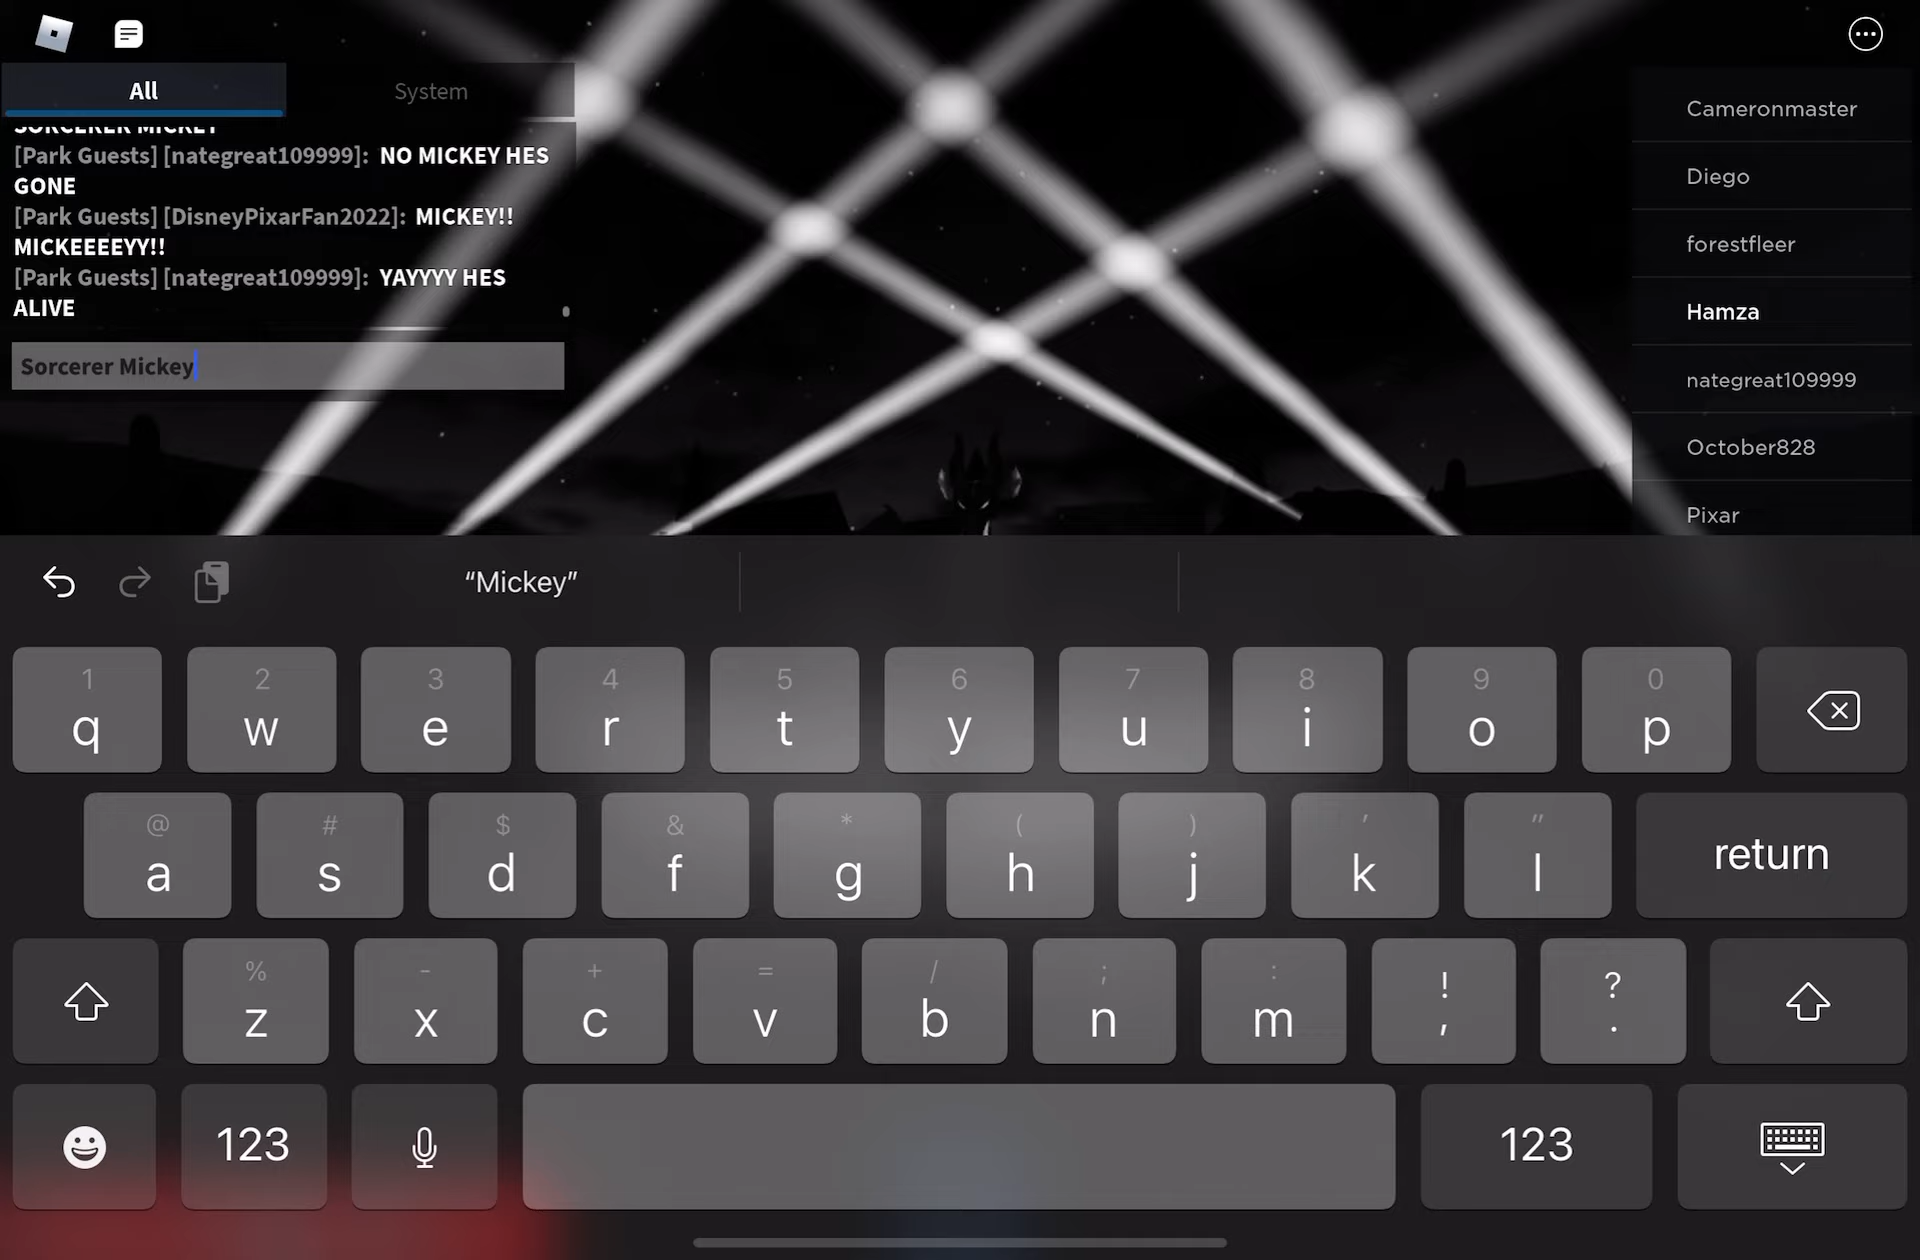 All
System
SORCERER MICKEY
[Park Guests] [nategreat109999]: NO MICKEY HES
GONE
[Park Guests] [DisneyPixarFan2022]: MICKEY!!
MICKEEEEYY!!
[Park Guests] [nategreat109999]: YAYYYY HES
ALIVE
Sorcerer Mickey
Cameronmaster
Diego
forestfleer
Hamza
nategreat109999
October828
Pixar
“Mickey”
1 2 3 4 5 6 7 8 9 0
q w e r t y u i o p
@ # $ & * ( ) ' "
a s d f g h j k l return
% - + = / ; : ! ?
z x c v b n m , .
123 123